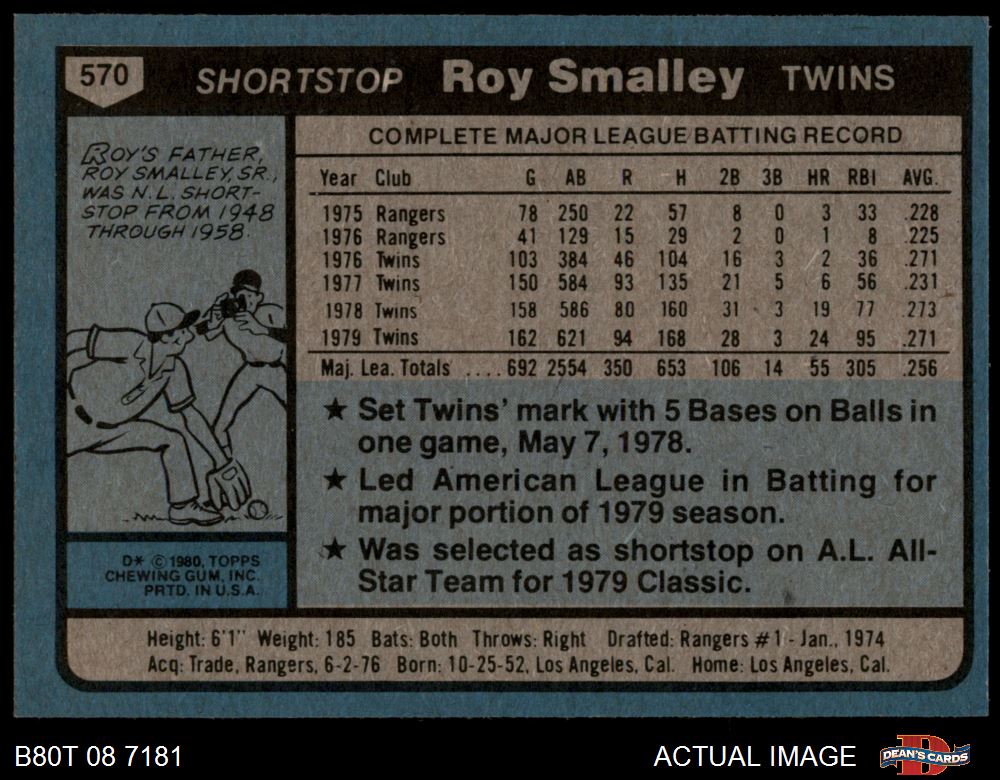 570 SHORTSTOP Roy Smalley TWINS
ROY'S FATHER,
ROY SMALLEY, SR.,
WAS N.L. SHORT-
STOP FROM 1948
THROUGH 1958.
COMPLETE MAJOR LEAGUE BATTING RECORD
Year Club G AB R H 2B 3B HR RBI AVG.
1975 Rangers 78 250 22 57 8 0 3 33 .228
1976 Rangers 41 129 15 29 2 0 1 8 .225
1976 Twins 103 384 46 104 16 3 2 36 .271
1977 Twins 150 584 93 135 21 5 6 56 .231
1978 Twins 158 586 80 160 31 3 19 77 .273
1979 Twins 162 621 94 168 28 3 24 95 .271
Maj. Lea. Totals .... 692 2554 350 653 106 14 55 305 .256
★ Set Twins' mark with 5 Bases on Balls in
one game, May 7, 1978.
★ Led American League in Batting for
major portion of 1979 season.
★ Was selected as shortstop on A.L. All-
Star Team for 1979 Classic.
D* © 1980, TOPPS
CHEWING GUM, INC.
PRTD. IN U.S.A.
Height: 6'1" Weight: 185 Bats: Both Throws: Right Drafted: Rangers #1 - Jan., 1974
Acq: Trade, Rangers, 6-2-76 Born: 10-25-52, Los Angeles, Cal. Home: Los Angeles, Cal.
B80T 08 7181 ACTUAL IMAGE D DEAN'S CARDS